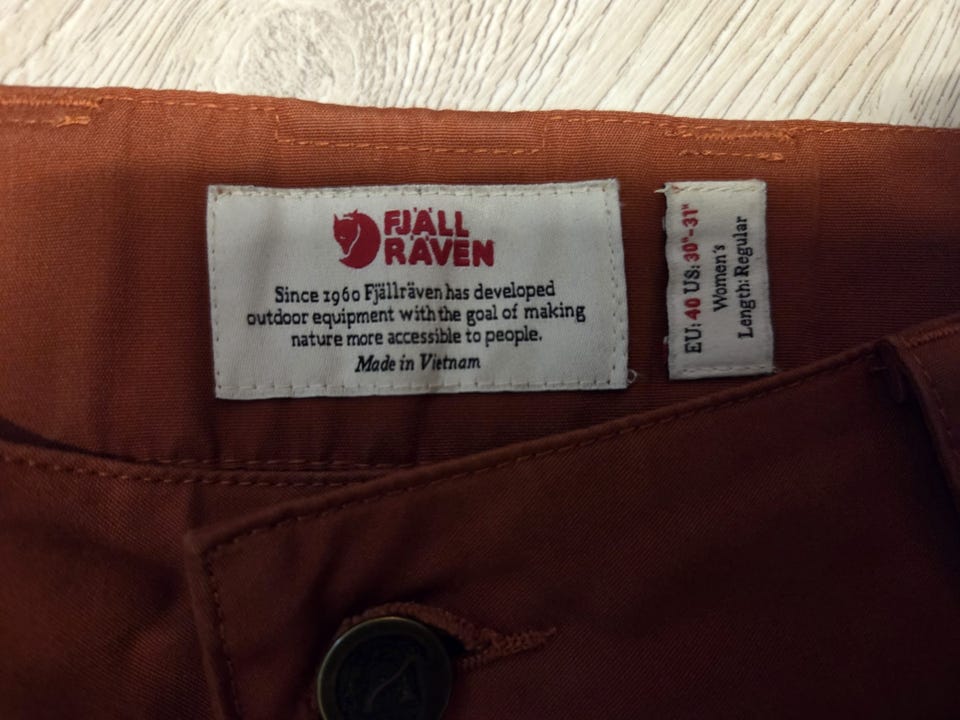 FJÄLL
RÄVEN
Since 1960 Fjällräven has developed
outdoor equipment with the goal of making
nature more accessible to people.
Made in Vietnam
EU: 40 US: 30"-31"
Women's
Length: Regular